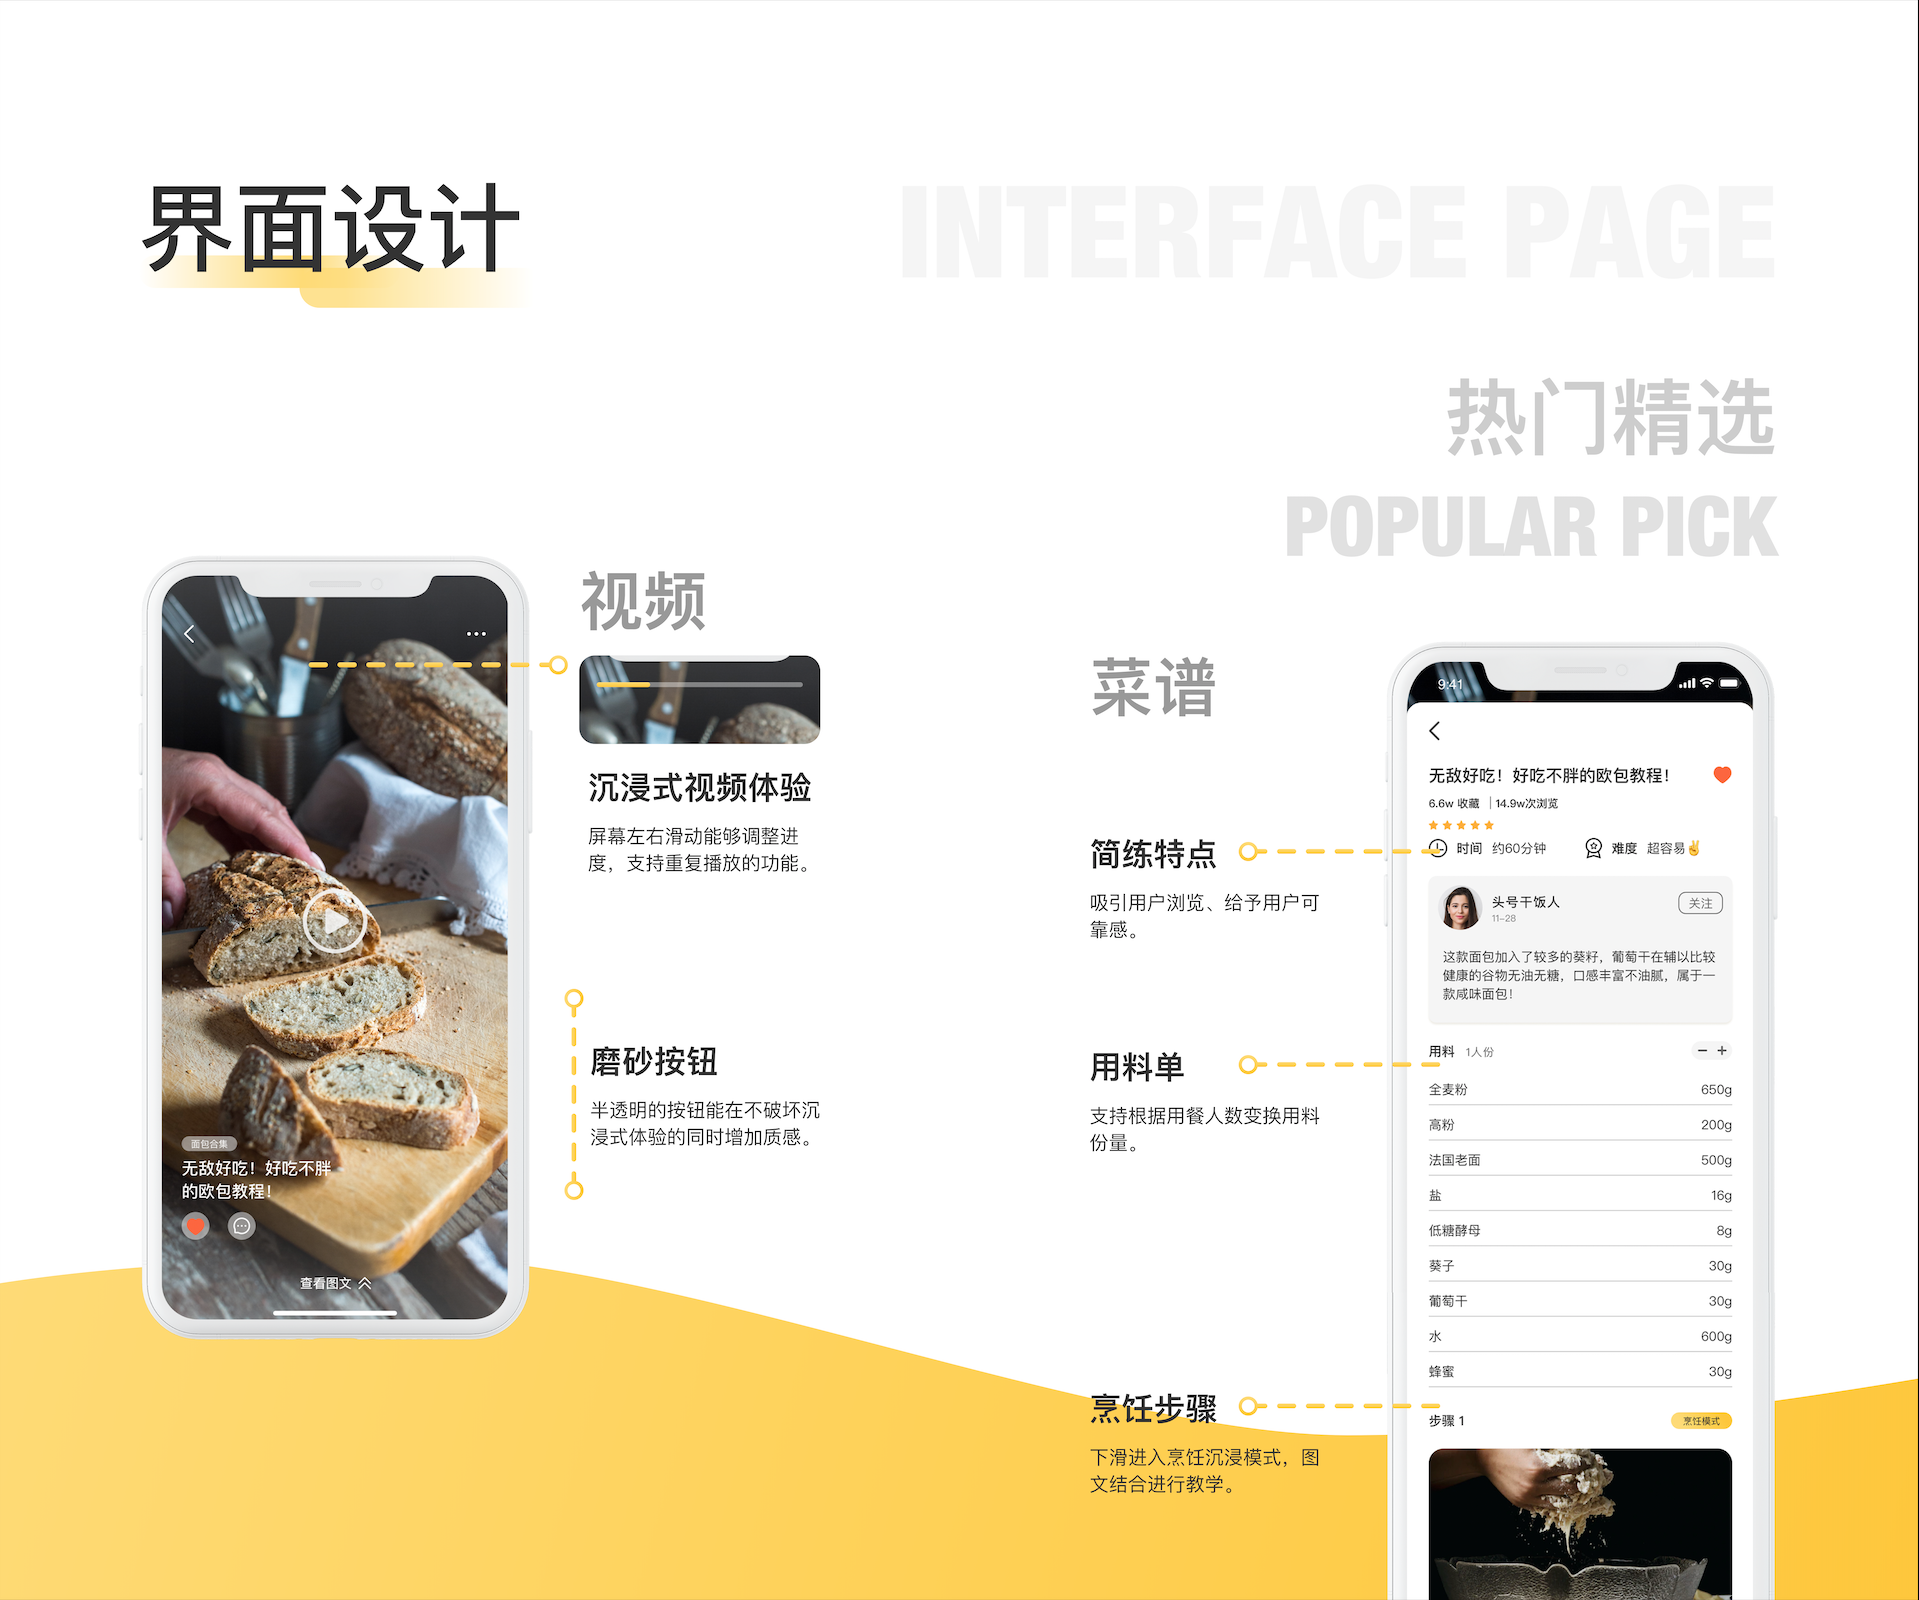 界面设计
INTERFACE PAGE
热门精选
POPULAR PICK
视频
沉浸式视频体验
屏幕左右滑动能够调整进
度，支持重复播放的功能。
磨砂按钮
半透明的按钮能在不破坏沉
浸式体验的同时增加质感。
面包合集
无敌好吃！好吃不胖
的欧包教程！
查看图文
菜谱
简练特点
吸引用户浏览、给予用户可
靠感。
用料单
支持根据用餐人数变换用料
份量。
烹饪步骤
下滑进入烹饪沉浸模式，图
文结合进行教学。
9:41
无敌好吃！好吃不胖的欧包教程！
6.6w 收藏 | 14.9w次浏览
时间 约60分钟 难度 超容易✌️
头号干饭人
11-28
关注
这款面包加入了较多的葵籽，葡萄干在辅以比较
健康的谷物无油无糖，口感丰富不油腻，属于一
款咸味面包！
用料 1人份 − +
全麦粉 650g
高粉 200g
法国老面 500g
盐 16g
低糖酵母 8g
葵子 30g
葡萄干 30g
水 600g
蜂蜜 30g
步骤 1 烹饪模式